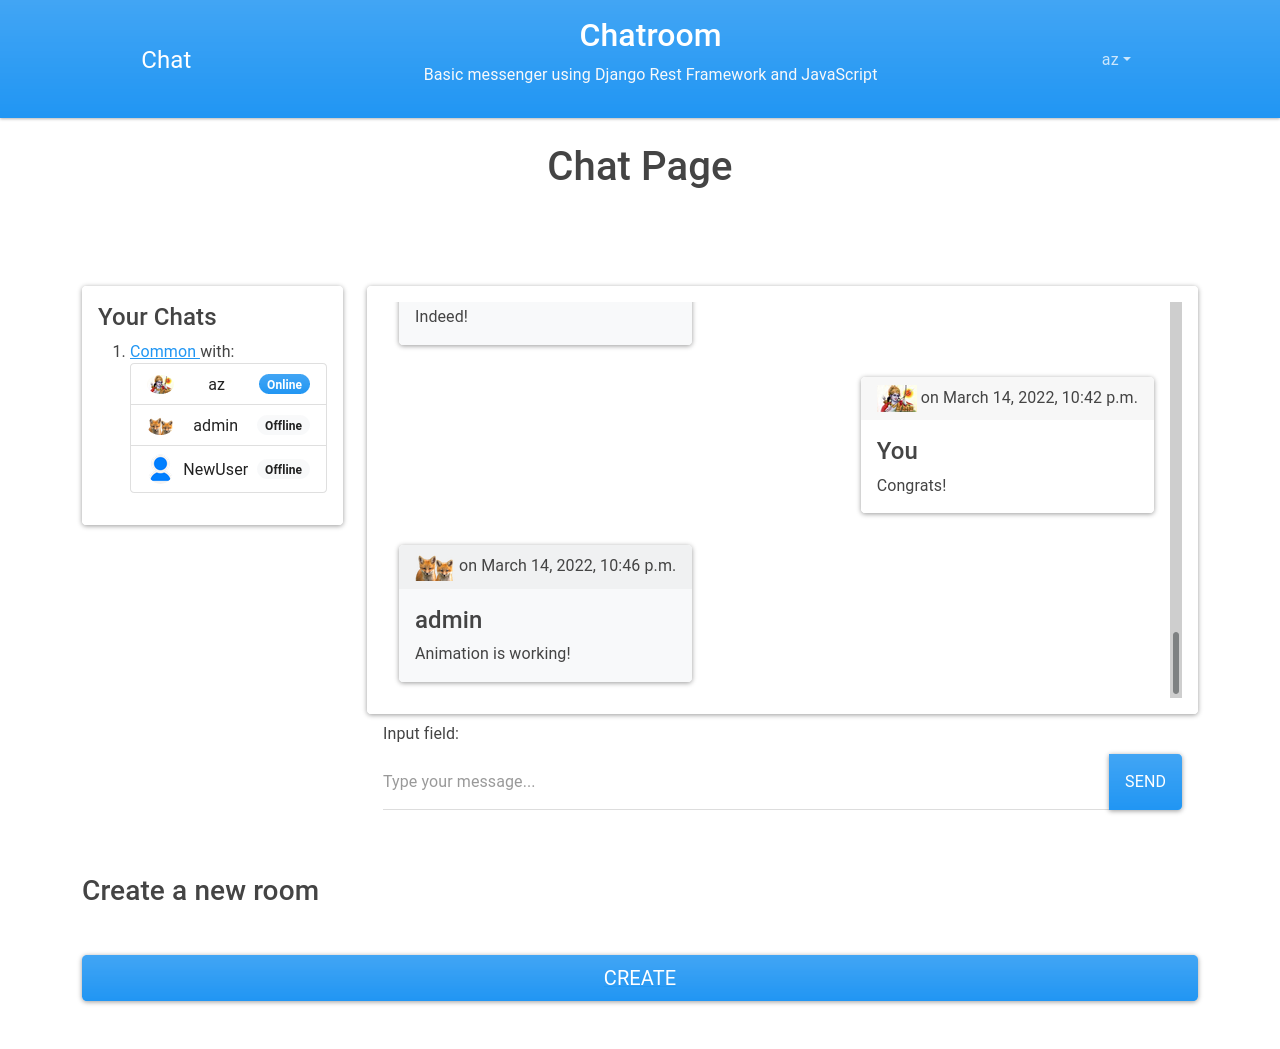 Chat
Chatroom
Basic messenger using Django Rest Framework and JavaScript
az
Chat Page
Your Chats
1. Common with:
az Online
admin Offline
NewUser Offline
Indeed!
on March 14, 2022, 10:42 p.m.
You
Congrats!
on March 14, 2022, 10:46 p.m.
admin
Animation is working!
Input field:
Type your message...
SEND
Create a new room
CREATE